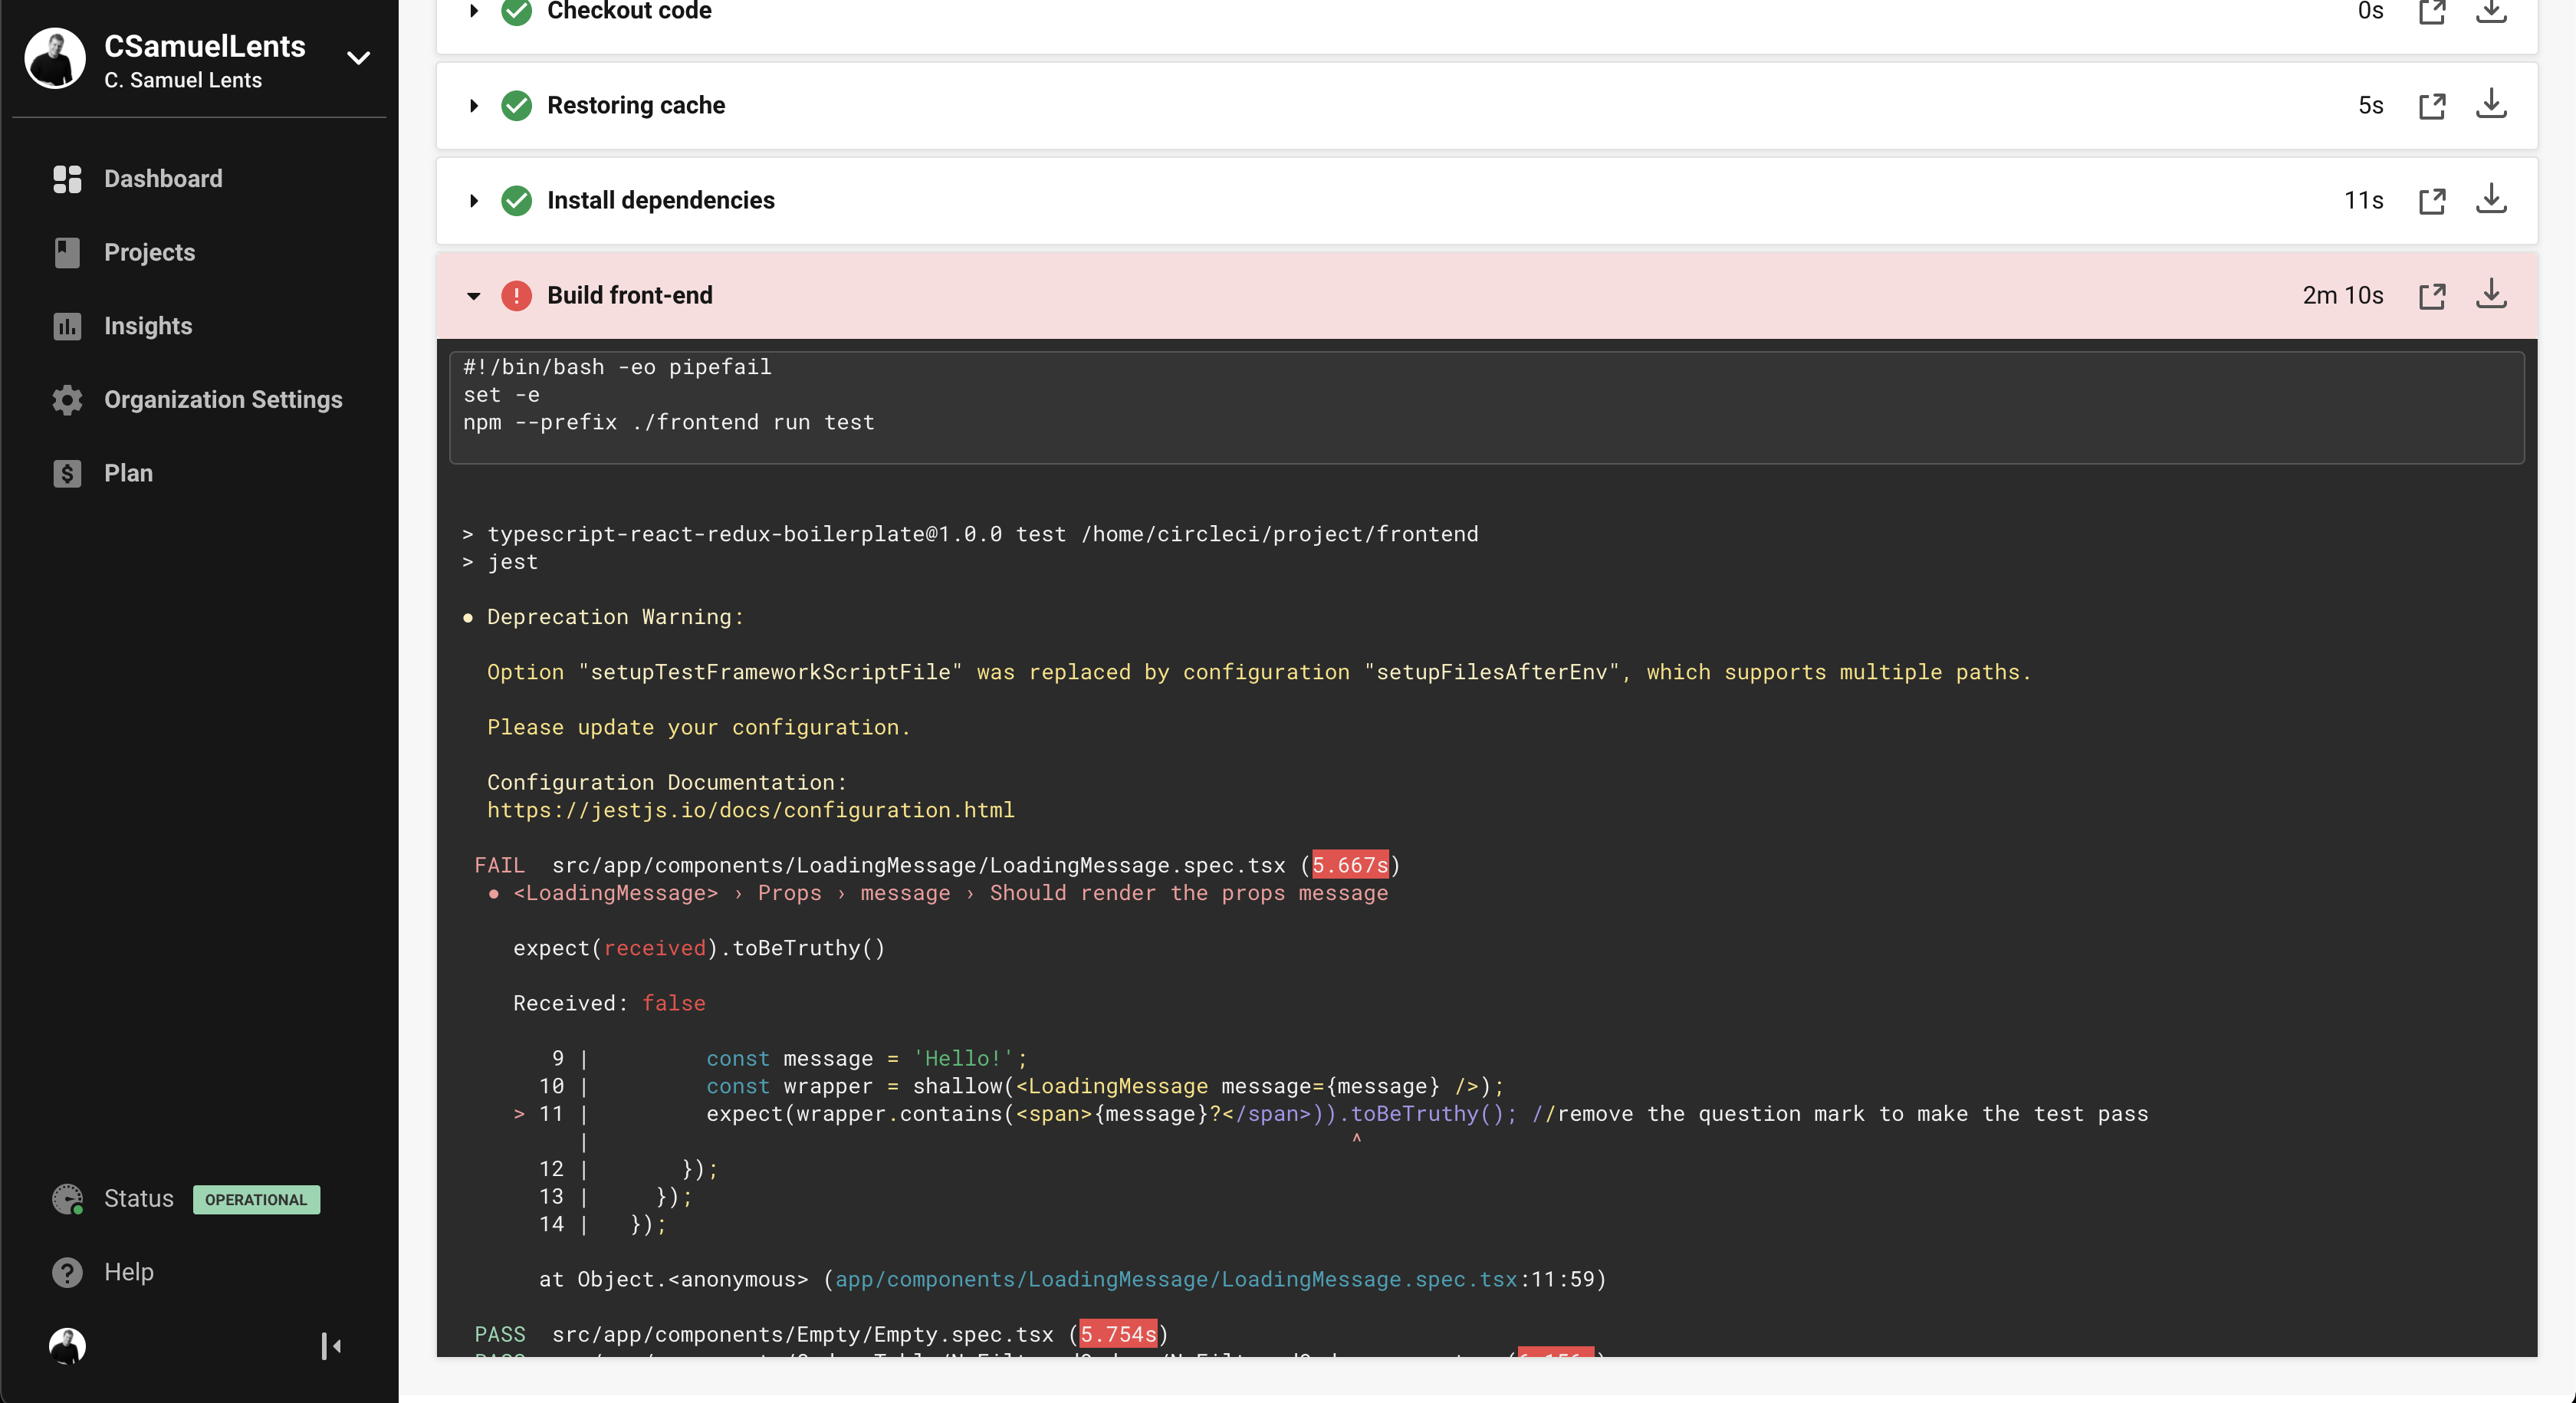 CSamuelLents
C. Samuel Lents
Dashboard
Projects
Insights
Organization Settings
Plan
Status OPERATIONAL
Help
Checkout code 0s
Restoring cache 5s
Install dependencies 11s
Build front-end 2m 10s
#!/bin/bash -eo pipefail
set -e
npm --prefix ./frontend run test
> typescript-react-redux-boilerplate@1.0.0 test /home/circleci/project/frontend
> jest
● Deprecation Warning:
Option "setupTestFrameworkScriptFile" was replaced by configuration "setupFilesAfterEnv", which supports multiple paths.
Please update your configuration.
Configuration Documentation:
https://jestjs.io/docs/configuration.html
FAIL src/app/components/LoadingMessage/LoadingMessage.spec.tsx (5.667s)
● <LoadingMessage> › Props › message › Should render the props message
expect(received).toBeTruthy()
Received: false
9 | const message = 'Hello!';
10 | const wrapper = shallow(<LoadingMessage message={message} />);
> 11 | expect(wrapper.contains(<span>{message}?</span>)).toBeTruthy(); //remove the question mark to make the test pass
| ^
12 | });
13 | });
14 | });
at Object.<anonymous> (app/components/LoadingMessage/LoadingMessage.spec.tsx:11:59)
PASS src/app/components/Empty/Empty.spec.tsx (5.754s)